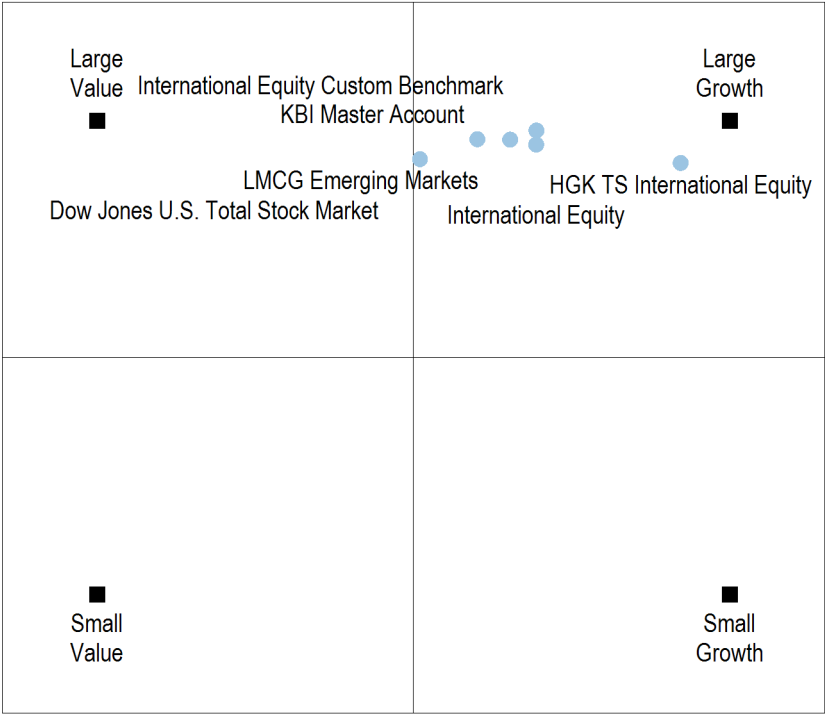 Large
Value
International Equity Custom Benchmark
KBI Master Account
Large
Growth
LMCG Emerging Markets
HGK TS International Equity
Dow Jones U.S. Total Stock Market
International Equity
Small
Value
Small
Growth